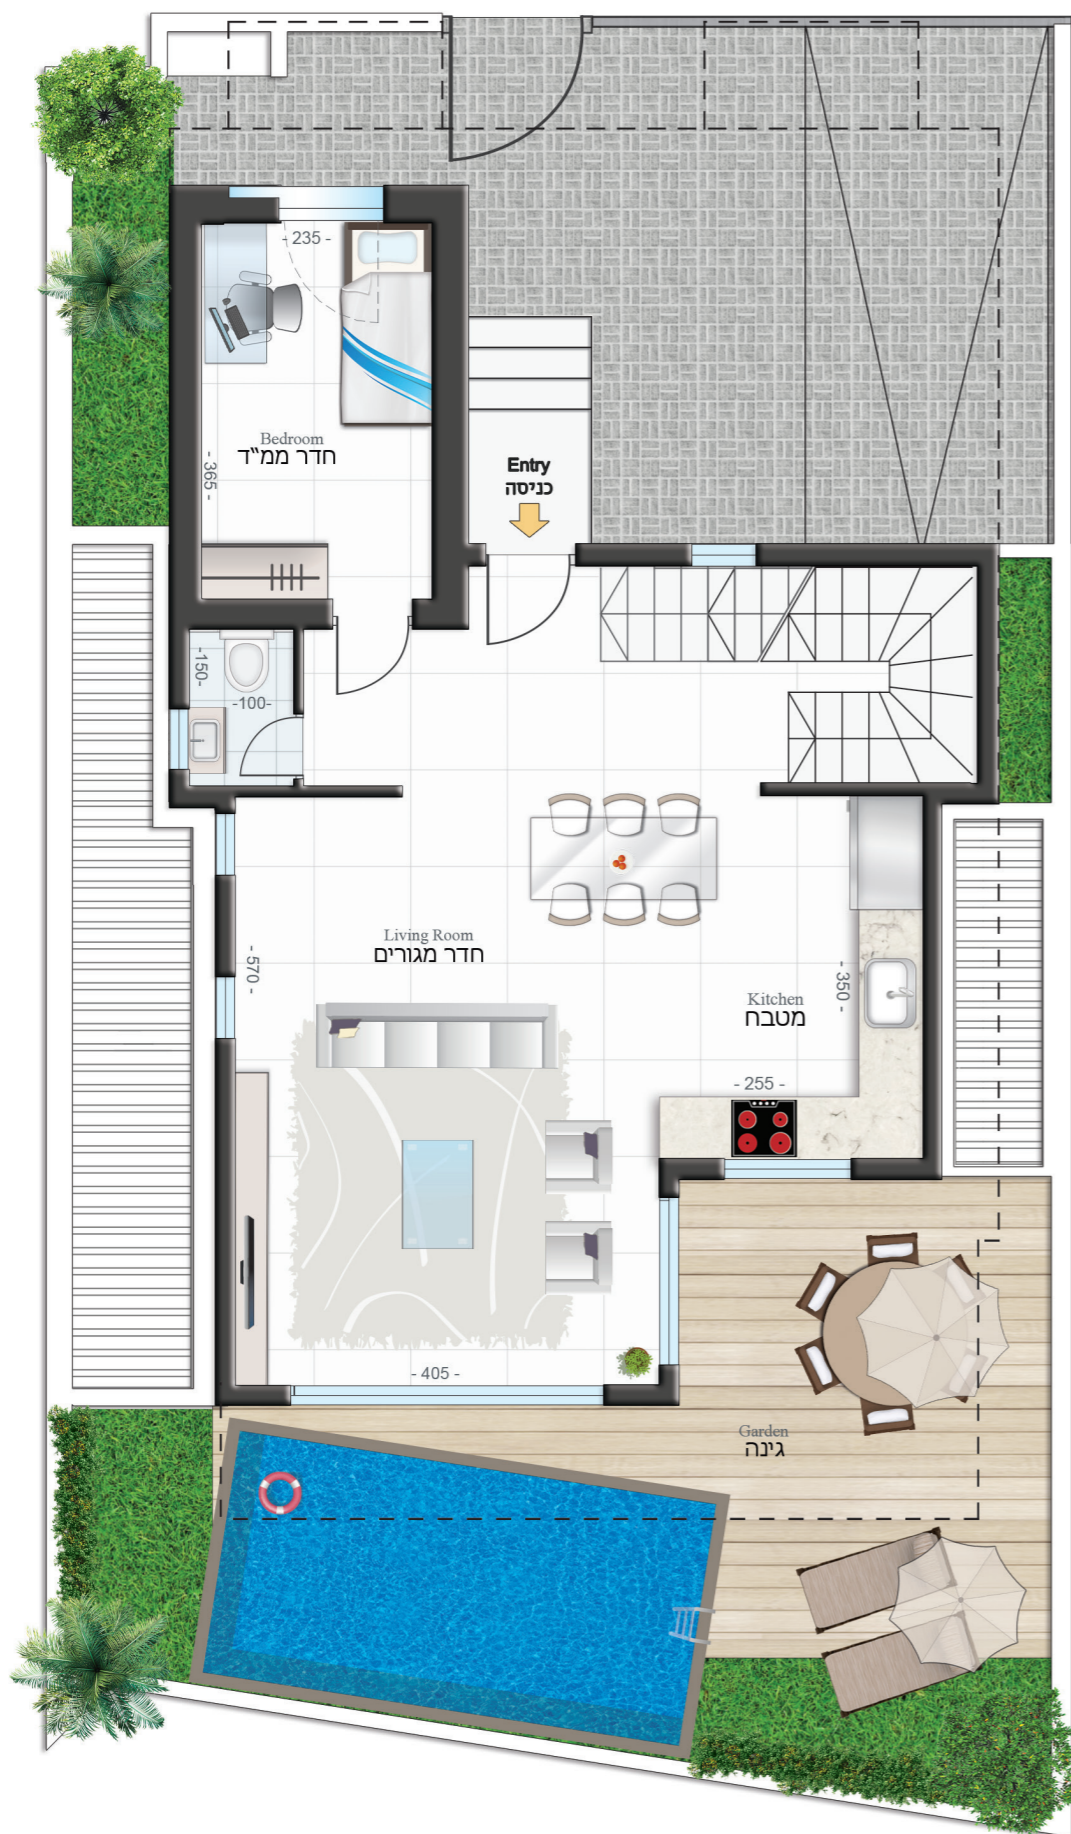 - 235 -
Bedroom
חדר ממ"ד
- 365 -
Entry
כניסה
-150-
-100-
Living Room
חדר מגורים
- 570 -
Kitchen
מטבח
- 350 -
- 255 -
- 405 -
Garden
גינה